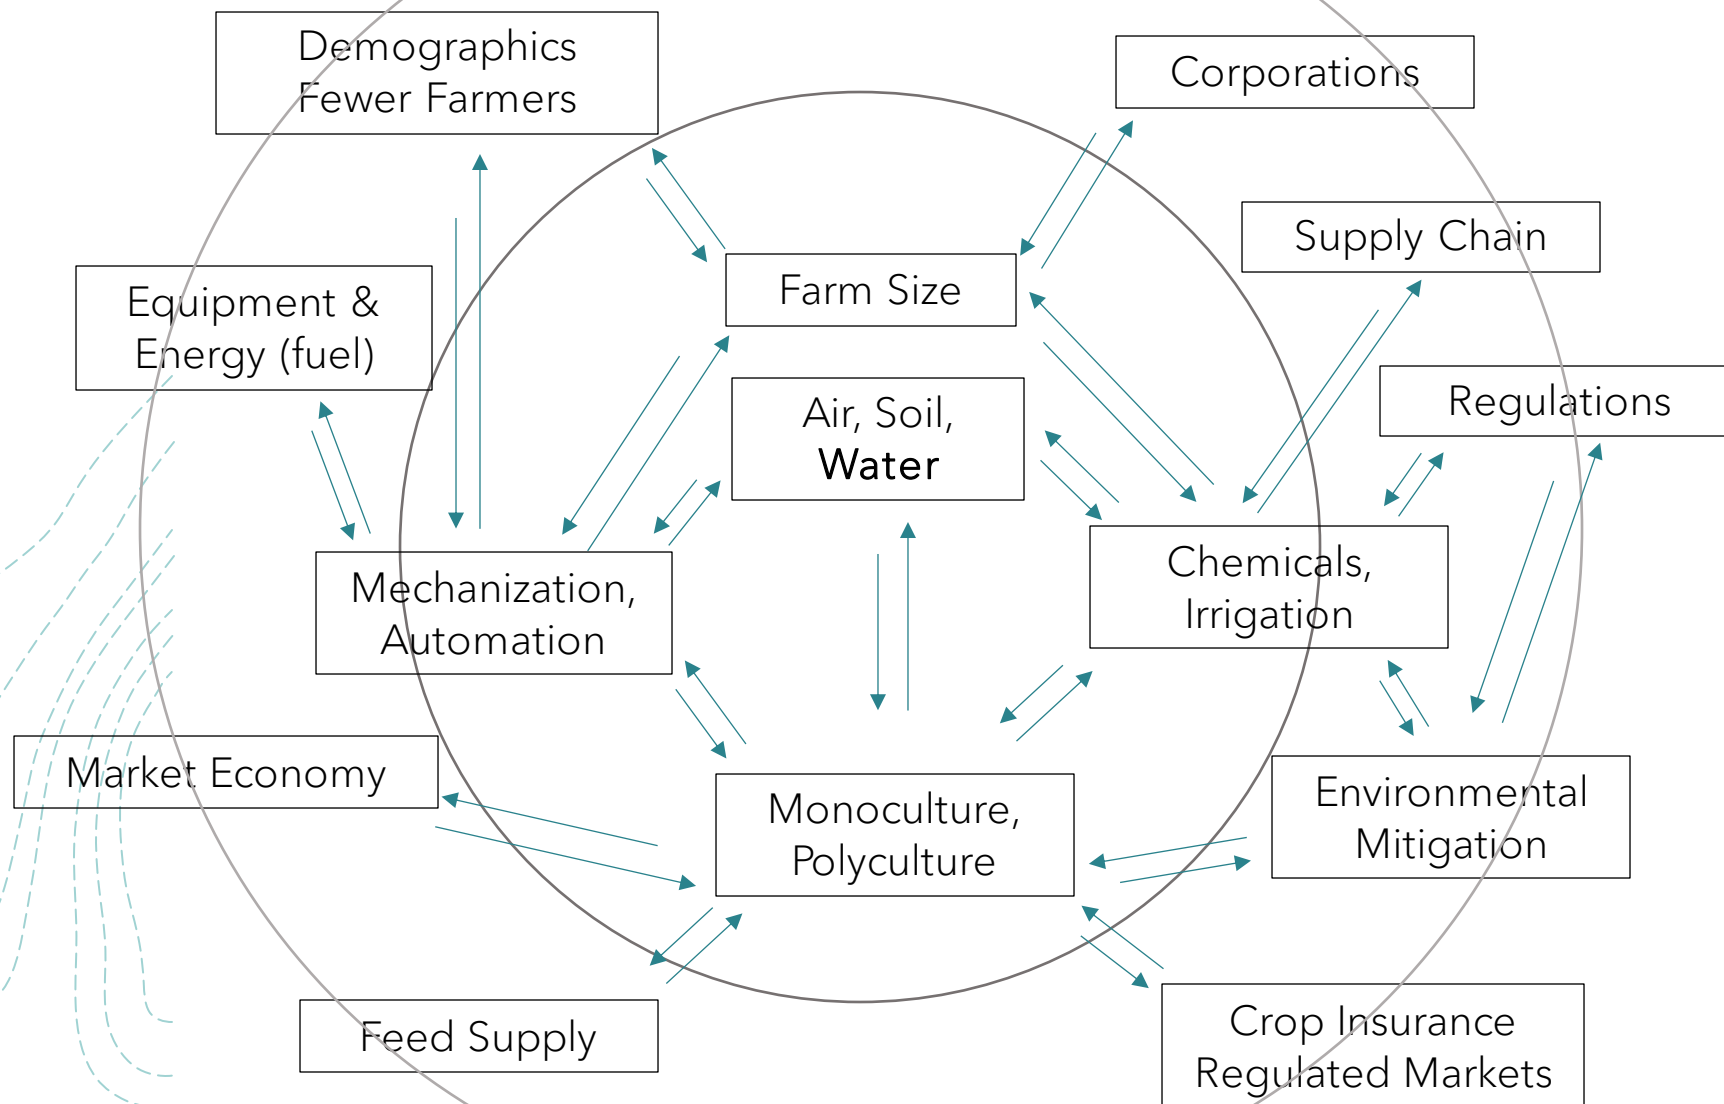 Demographics
Fewer Farmers
Corporations
Supply Chain
Farm Size
Equipment &
Energy (fuel)
Regulations
Air, Soil,
Water
Chemicals,
Irrigation
Mechanization,
Automation
Market Economy
Monoculture,
Polyculture
Environmental
Mitigation
Feed Supply
Crop Insurance
Regulated Markets